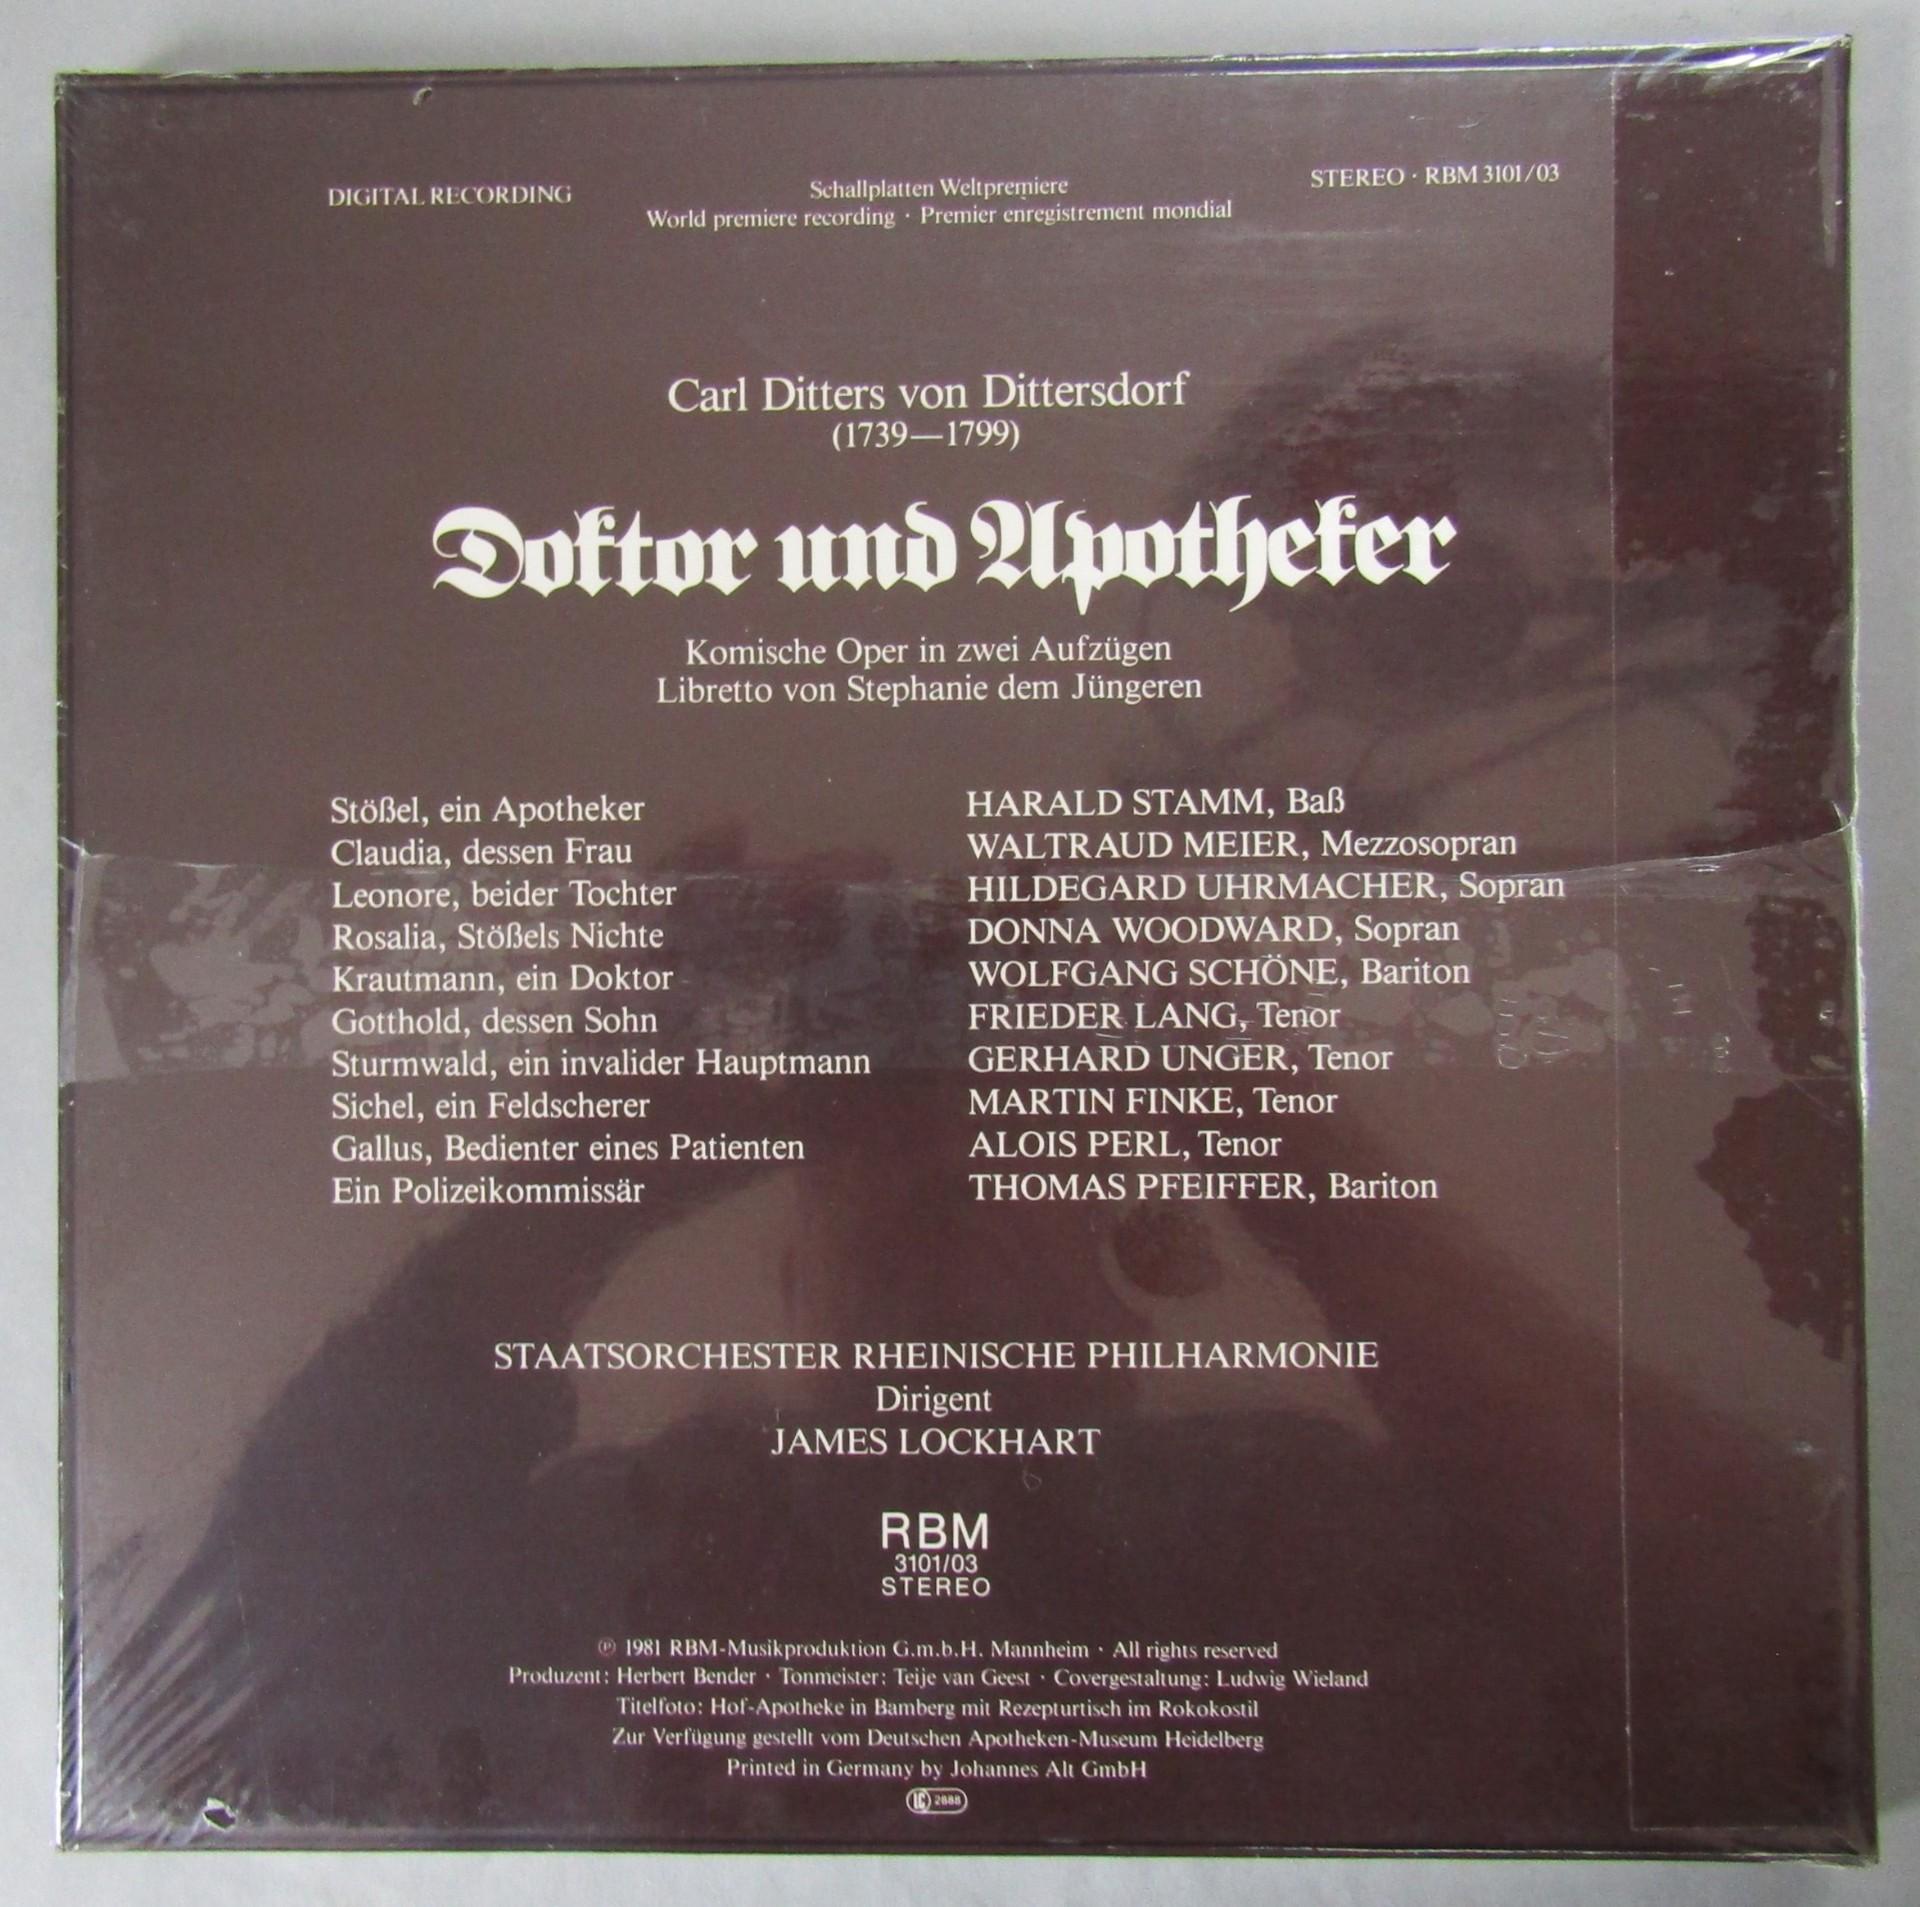 DIGITAL RECORDING
Schallplatten Weltpremiere
World premiere recording · Premier enregistrement mondial
STEREO · RBM 3101/03
Carl Ditters von Dittersdorf
(1739—1799)
Doktor und Apotheker
Komische Oper in zwei Aufzügen
Libretto von Stephanie dem Jüngeren
Stößel, ein Apotheker HARALD STAMM, Baß
Claudia, dessen Frau WALTRAUD MEIER, Mezzosopran
Leonore, beider Tochter HILDEGARD UHRMACHER, Sopran
Rosalia, Stößels Nichte DONNA WOODWARD, Sopran
Krautmann, ein Doktor WOLFGANG SCHÖNE, Bariton
Gotthold, dessen Sohn FRIEDER LANG, Tenor
Sturmwald, ein invalider Hauptmann GERHARD UNGER, Tenor
Sichel, ein Feldscherer MARTIN FINKE, Tenor
Gallus, Bedienter eines Patienten ALOIS PERL, Tenor
Ein Polizeikommissär THOMAS PFEIFFER, Bariton
STAATSORCHESTER RHEINISCHE PHILHARMONIE
Dirigent
JAMES LOCKHART
RBM
3101/03
STEREO
℗ 1981 RBM-Musikproduktion G.m.b.H. Mannheim · All rights reserved
Produzent: Herbert Bender · Tonmeister: Teije van Geest · Covergestaltung: Ludwig Wieland
Titelfoto: Hof-Apotheke in Bamberg mit Rezepturtisch im Rokokostil
Zur Verfügung gestellt vom Deutschen Apotheken-Museum Heidelberg
Printed in Germany by Johannes Alt GmbH
LC 2888